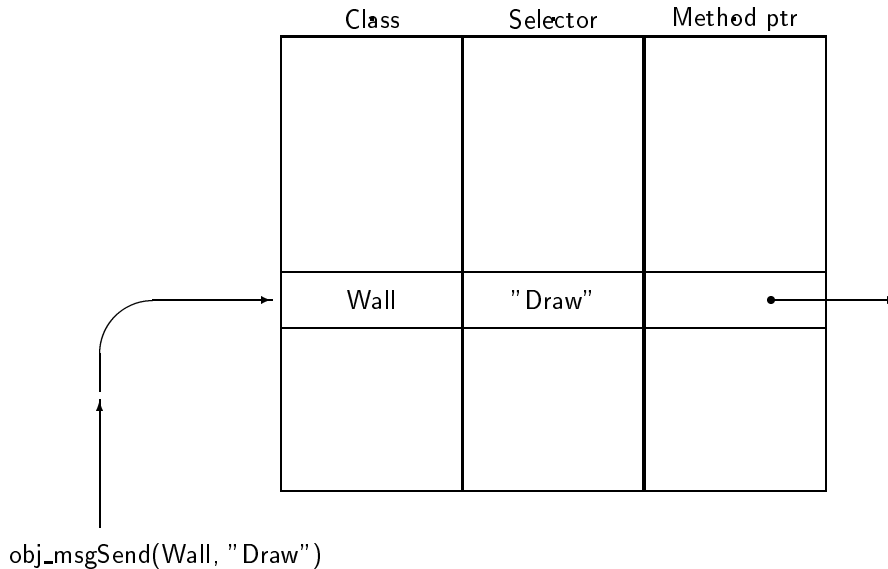 Class Selector Method ptr
Wall "Draw"
obj_msgSend(Wall, "Draw")